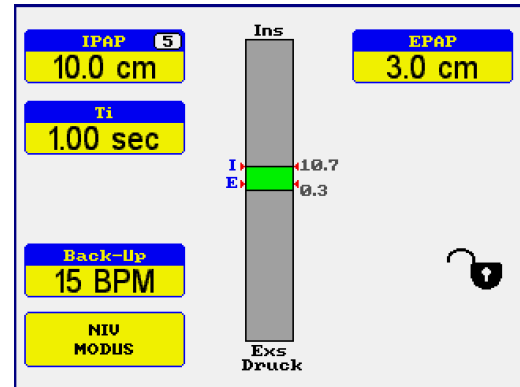 IPAP 5
10.0 cm
Ti
1.00 sec
Back-Up
15 BPM
NIV
MODUS
Ins
I 10.7
E 0.3
Exs
Druck
EPAP
3.0 cm